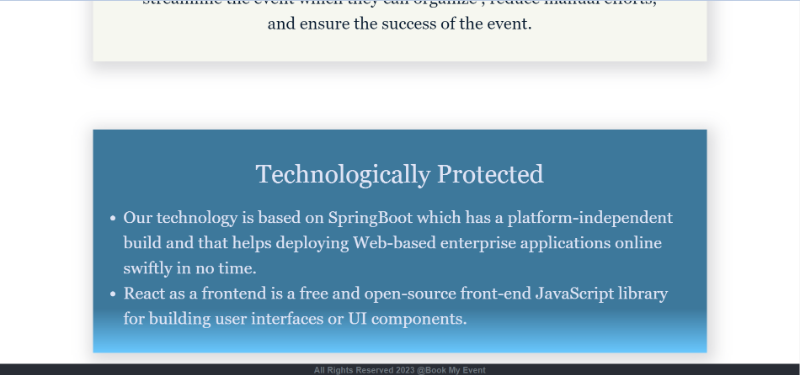 streamline the event which they can organize , reduce manual efforts,
and ensure the success of the event.
Technologically Protected
• Our technology is based on SpringBoot which has a platform-independent
build and that helps deploying Web-based enterprise applications online
swiftly in no time.
• React as a frontend is a free and open-source front-end JavaScript library
for building user interfaces or UI components.
All Rights Reserved 2023 @Book My Event